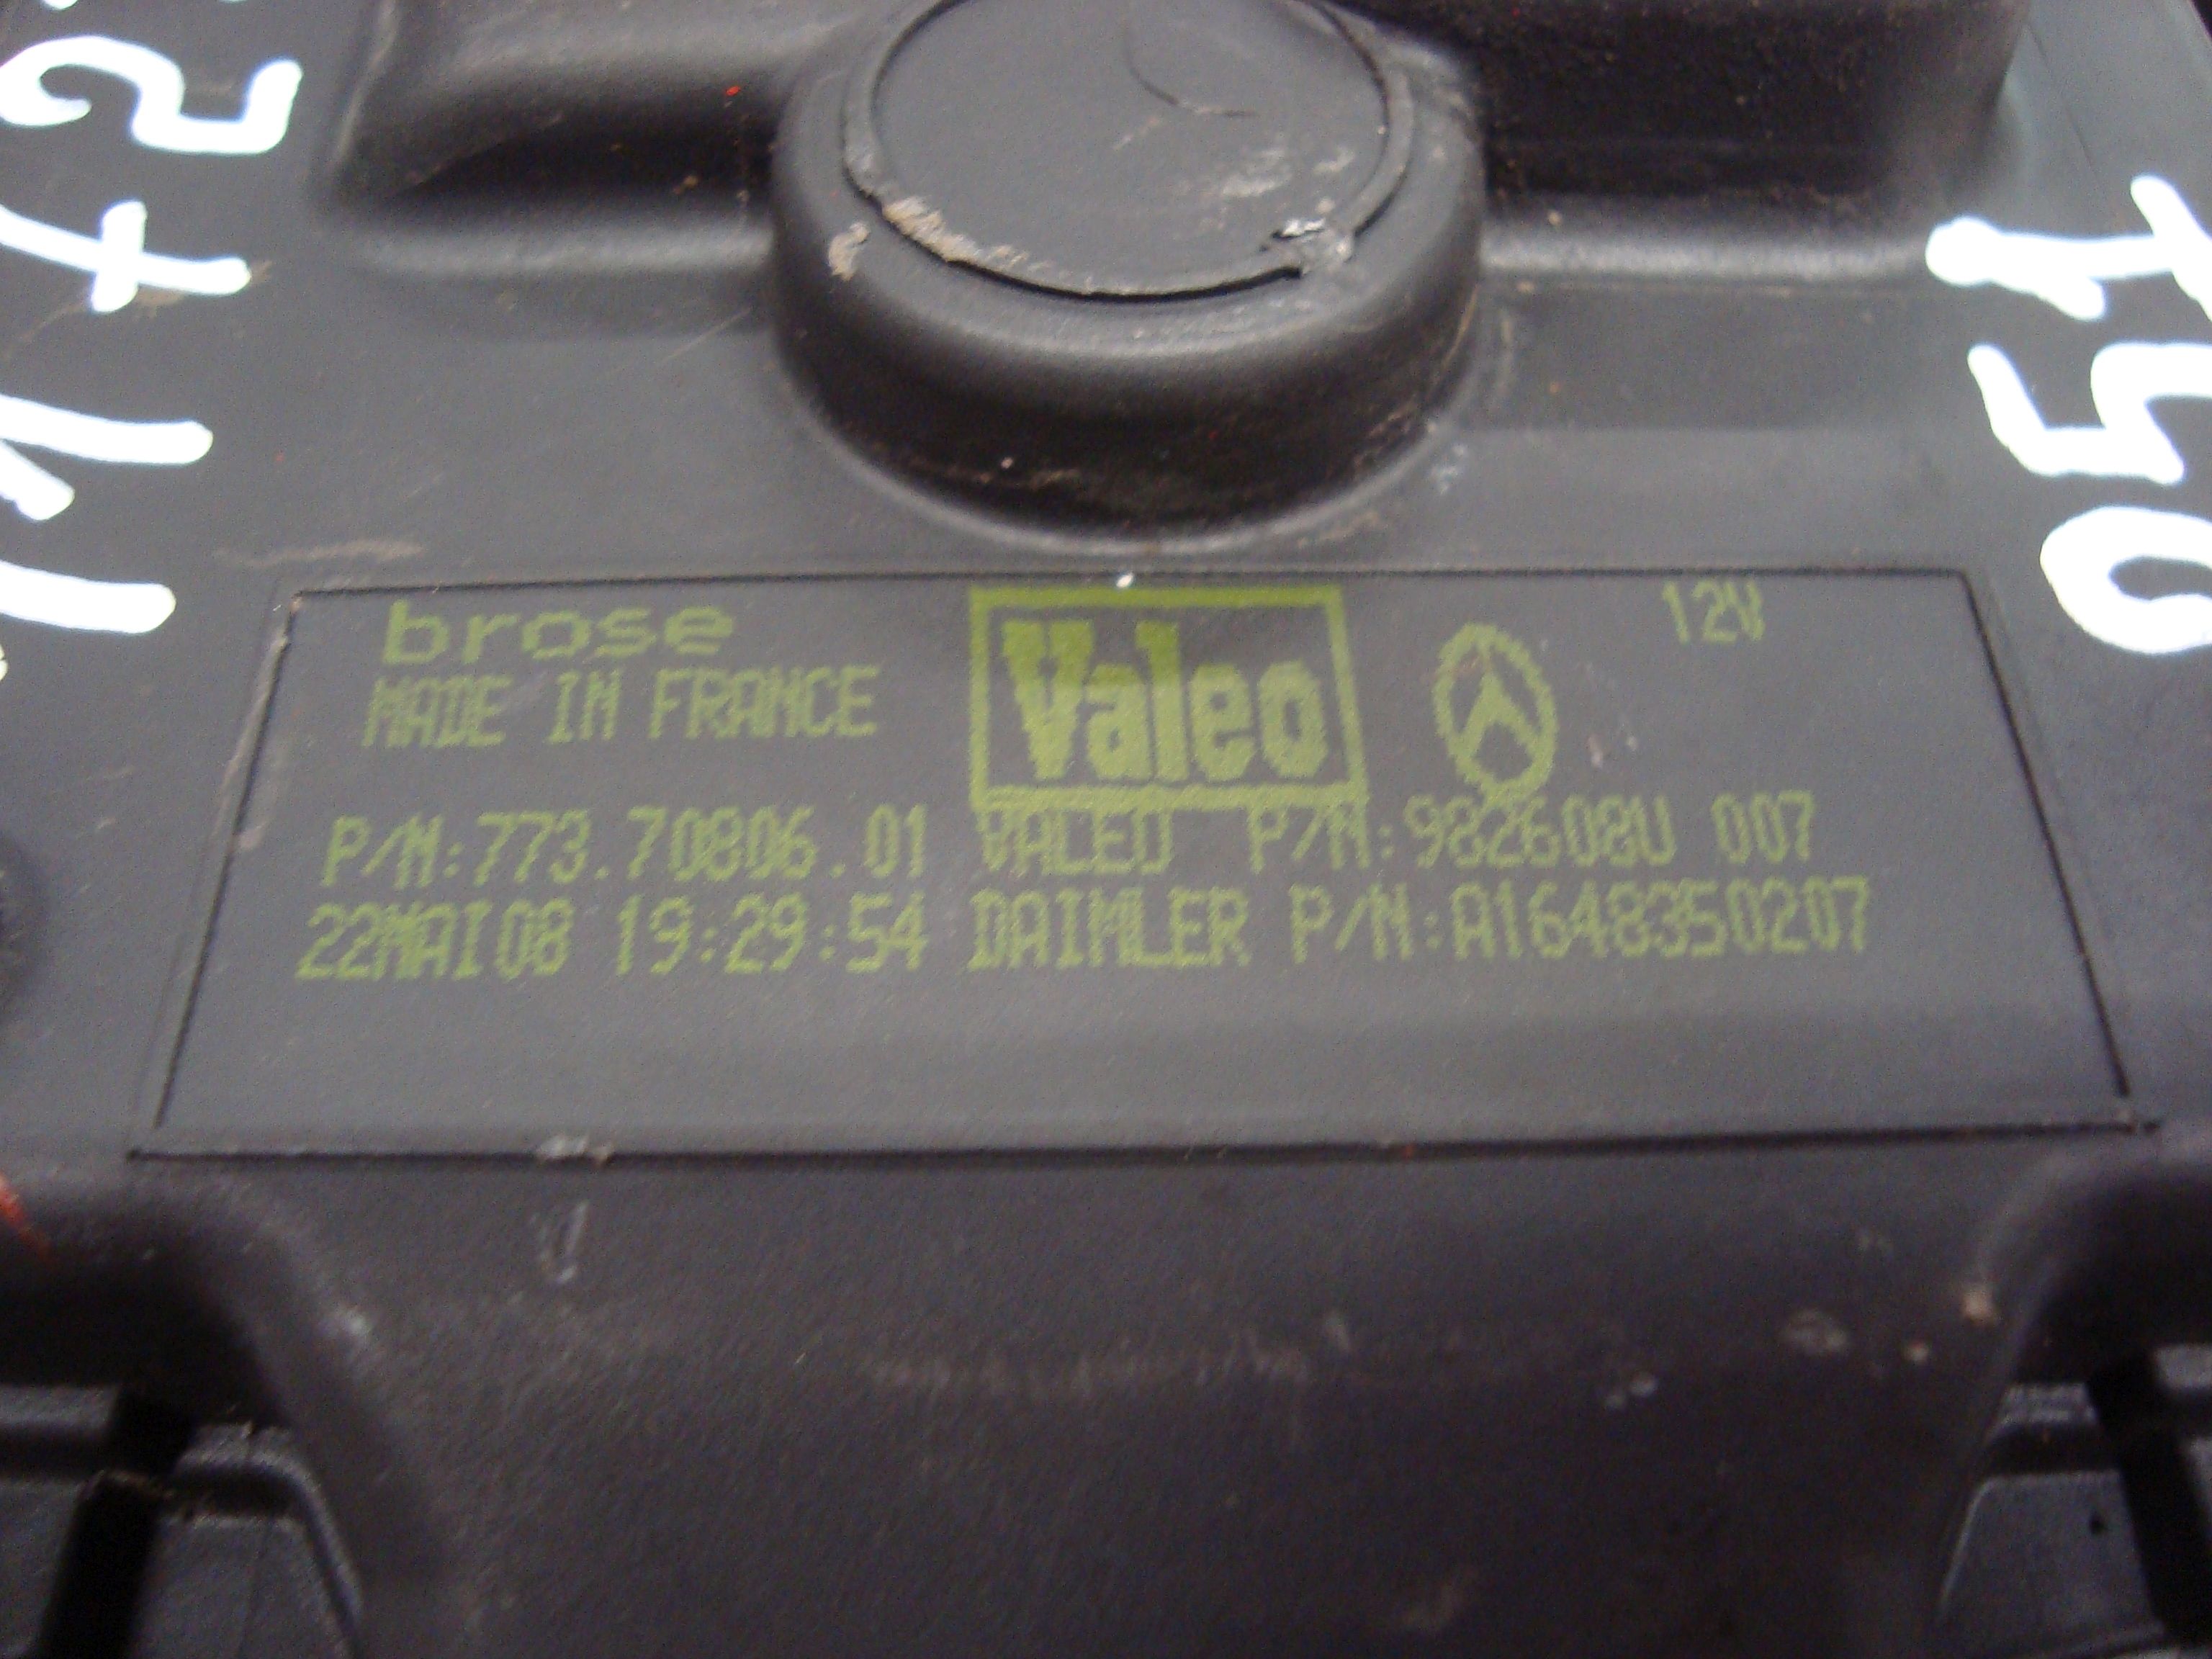 brose
MADE IN FRANCE
Valeo
12V
P/N:773.70806.01 VALEO P/N:982608U 007
22MAI08 19:29:54 DAIMLER P/N:A1648350207